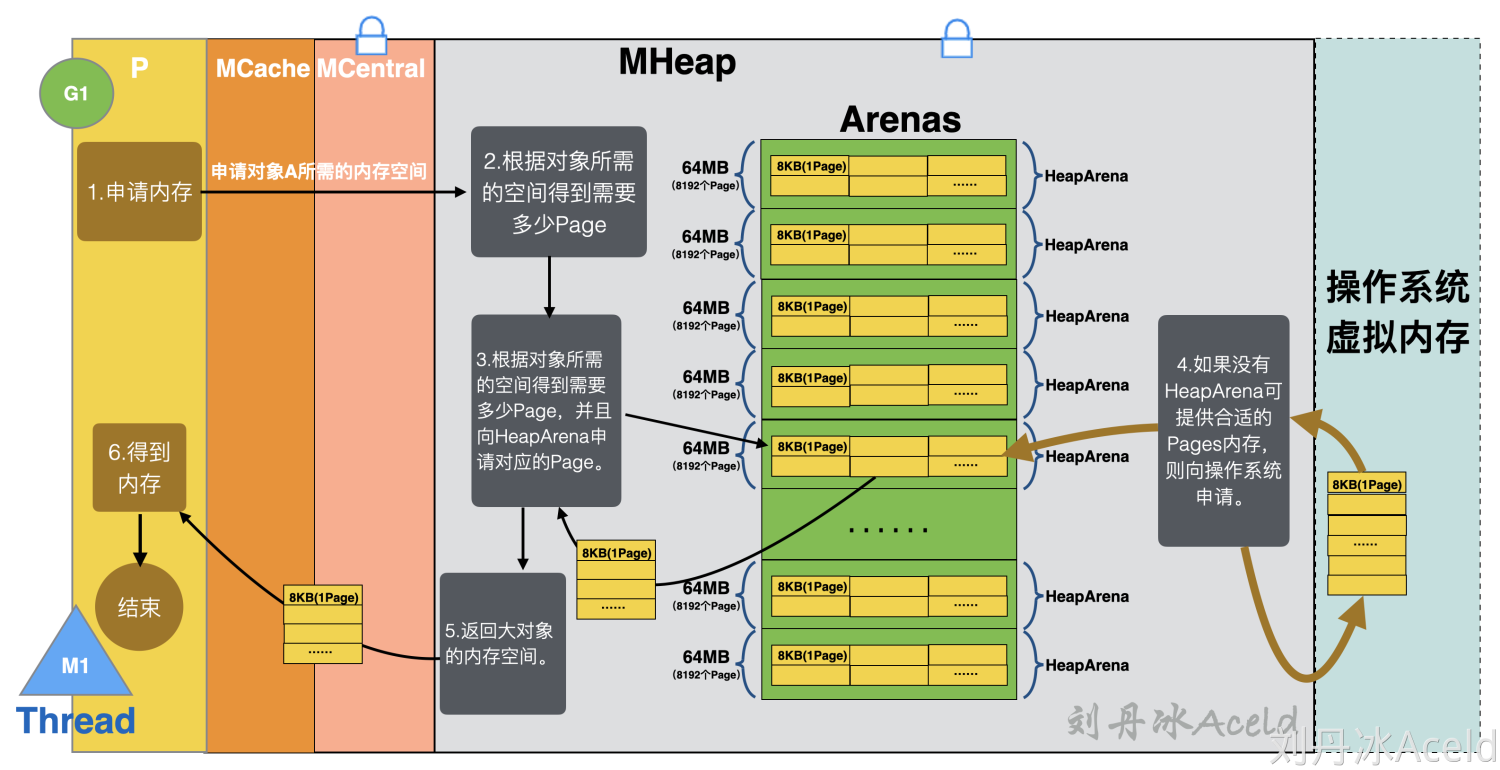 P
MCache
MCentral
MHeap
G1
Arenas
1.申请内存
申请对象A所需的内存空间
2.根据对象所需
的空间得到需要
多少Page
3.根据对象所需
的空间得到需要
多少Page，并且
向HeapArena申
请对应的Page。
64MB
(8192个Page)
8KB(1Page)
······
HeapArena
64MB
(8192个Page)
8KB(1Page)
······
HeapArena
64MB
(8192个Page)
8KB(1Page)
······
HeapArena
64MB
(8192个Page)
8KB(1Page)
······
HeapArena
64MB
(8192个Page)
8KB(1Page)
······
HeapArena
······
64MB
(8192个Page)
8KB(1Page)
······
HeapArena
64MB
(8192个Page)
8KB(1Page)
······
HeapArena
4.如果没有
HeapArena可
提供合适的
Pages内存，
则向操作系统
申请。
操作系统
虚拟内存
8KB(1Page)
······
8KB(1Page)
······
5.返回大对象
的内存空间。
8KB(1Page)
······
6.得到
内存
结束
M1
Thread
刘丹冰Aceld
刘丹冰Aceld